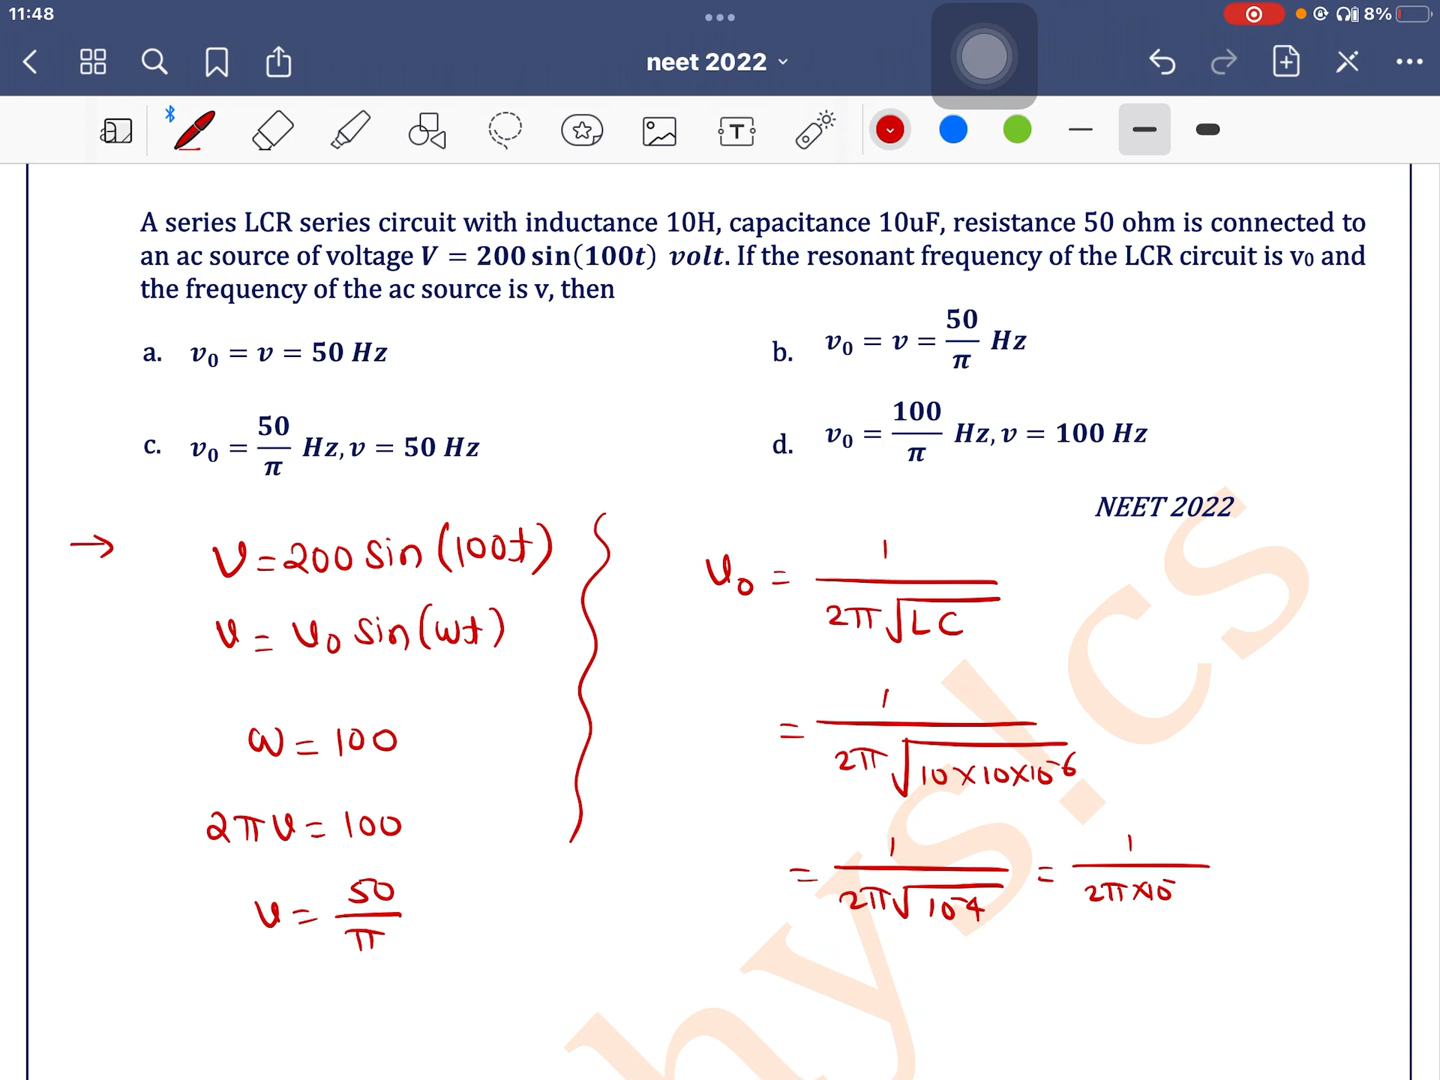 11:48
8%
neet 2022
T
A series LCR series circuit with inductance 10H, capacitance 10uF, resistance 50 ohm is connected to
an ac source of voltage V = 200 sin(100t) volt. If the resonant frequency of the LCR circuit is v₀ and
the frequency of the ac source is v, then
a. v₀ = v = 50 Hz
b. v₀ = v = 50/π Hz
c. v₀ = 50/π Hz, v = 50 Hz
d. v₀ = 100/π Hz, v = 100 Hz
NEET 2022
→ V = 200 sin(100t)
V = V₀ sin(ωt)
ω = 100
2πν = 100
ν = 50/π
ν₀ = 1/2π√LC
= 1/2π√10×10×10⁻⁶
= 1/2π√10⁻⁴ = 1/2π×10⁻
hys!cs